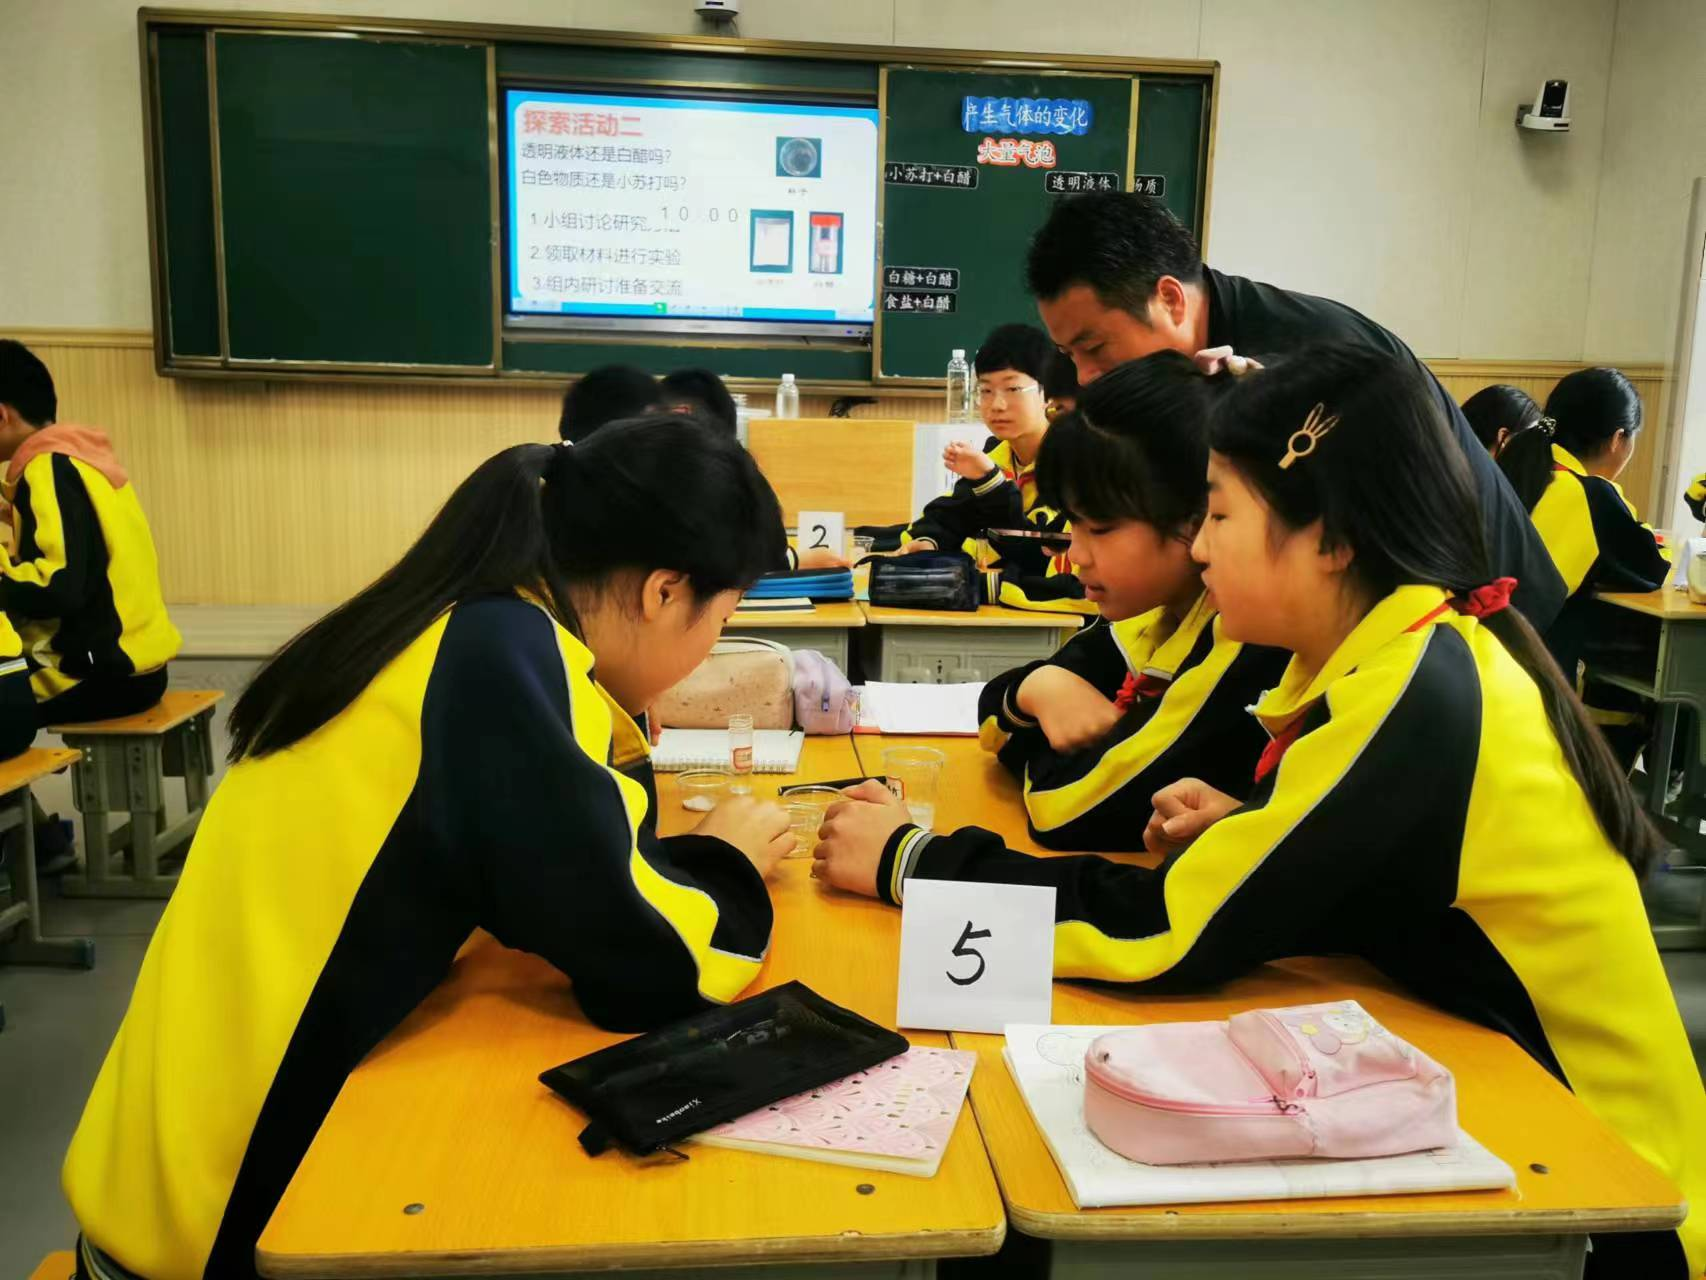 探索活动二
透明液体还是白醋吗?
白色物质还是小苏打吗?
10:00
1.小组讨论研究方法
2.领取材料进行实验
3.组内研讨准备交流
产生气体的变化
大量气泡
小苏打+白醋
透明液体
物质
白糖+白醋
食盐+白醋
2
5
Xiaobeike